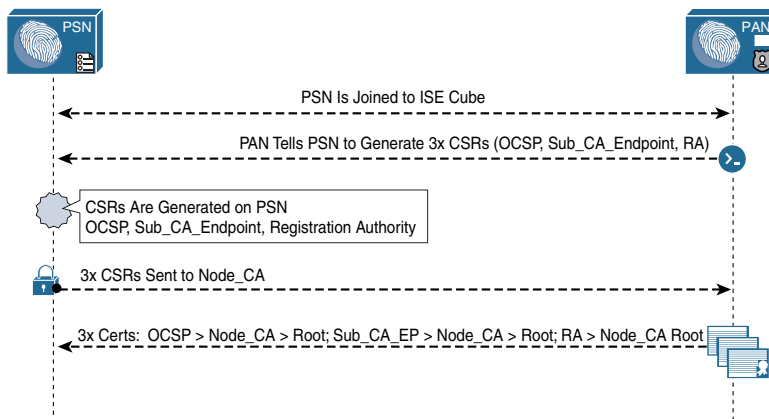 PSN
PAN
PSN Is Joined to ISE Cube
PAN Tells PSN to Generate 3x CSRs (OCSP, Sub_CA_Endpoint, RA)
CSRs Are Generated on PSN
OCSP, Sub_CA_Endpoint, Registration Authority
3x CSRs Sent to Node_CA
3x Certs: OCSP > Node_CA > Root; Sub_CA_EP > Node_CA > Root; RA > Node_CA Root